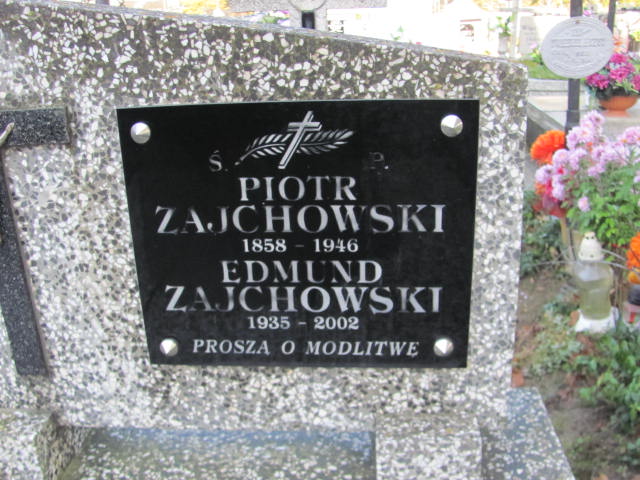 Ś. P.
PIOTR
ZAJCHOWSKI
1858 - 1946
EDMUND
ZAJCHOWSKI
1935 - 2002
PROSZĄ O MODLITWĘ